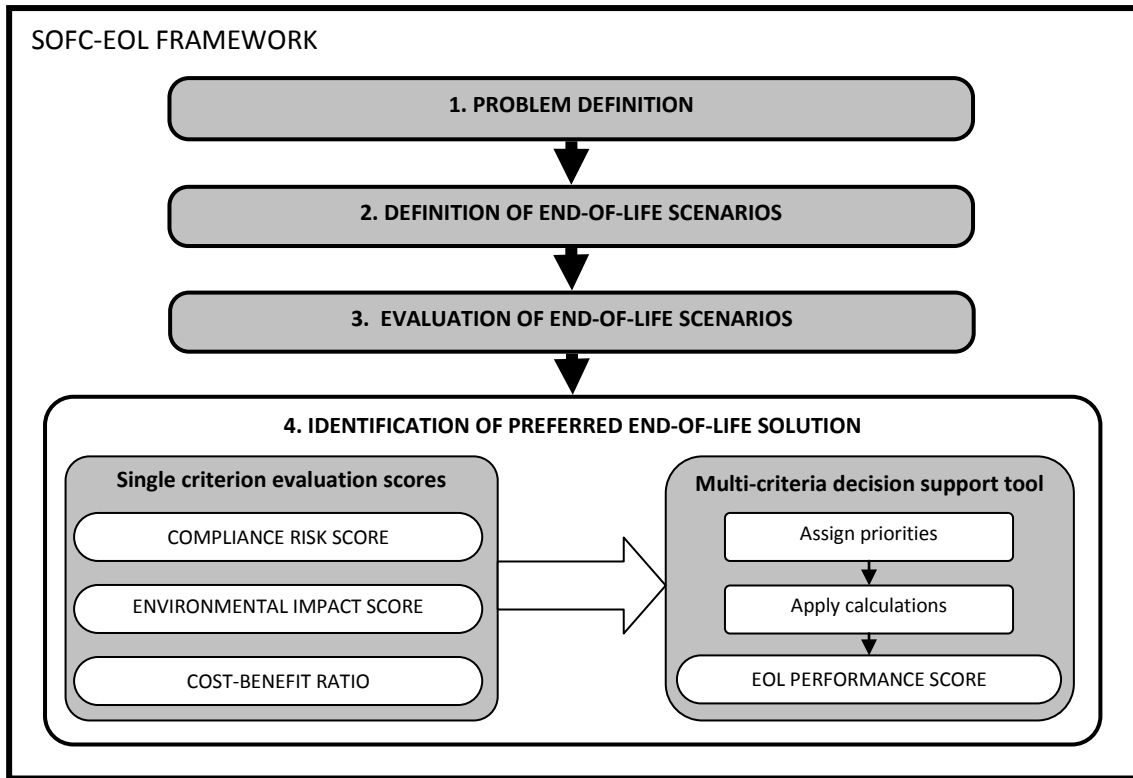 SOFC-EOL FRAMEWORK
1. PROBLEM DEFINITION
2. DEFINITION OF END-OF-LIFE SCENARIOS
3. EVALUATION OF END-OF-LIFE SCENARIOS
4. IDENTIFICATION OF PREFERRED END-OF-LIFE SOLUTION
Single criterion evaluation scores
COMPLIANCE RISK SCORE
ENVIRONMENTAL IMPACT SCORE
COST-BENEFIT RATIO
Multi-criteria decision support tool
Assign priorities
Apply calculations
EOL PERFORMANCE SCORE